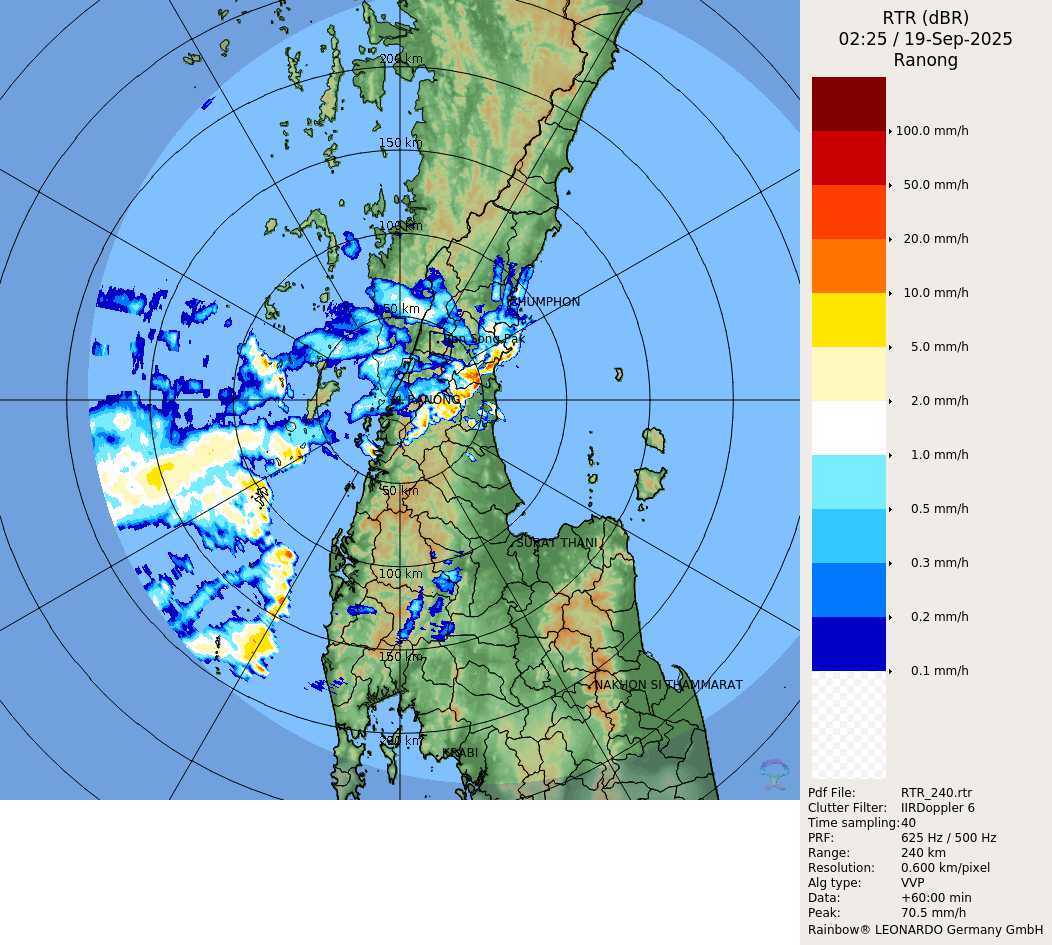 RTR (dBR)
02:25 / 19-Sep-2025
Ranong
100.0 mm/h
50.0 mm/h
20.0 mm/h
10.0 mm/h
5.0 mm/h
2.0 mm/h
1.0 mm/h
0.5 mm/h
0.3 mm/h
0.2 mm/h
0.1 mm/h
200 km
150 km
100 km
50 km
CHUMPHON
Ban Song Pak
RANONG
50 km
SURAT THANI
100 km
150 km
NAKHON SI THAMMARAT
200 km
KRABI
Pdf File: RTR_240.rtr
Clutter Filter: IIRDoppler 6
Time sampling:40
PRF: 625 Hz / 500 Hz
Range: 240 km
Resolution: 0.600 km/pixel
Alg type: VVP
Data: +60:00 min
Peak: 70.5 mm/h
Rainbow® LEONARDO Germany GmbH